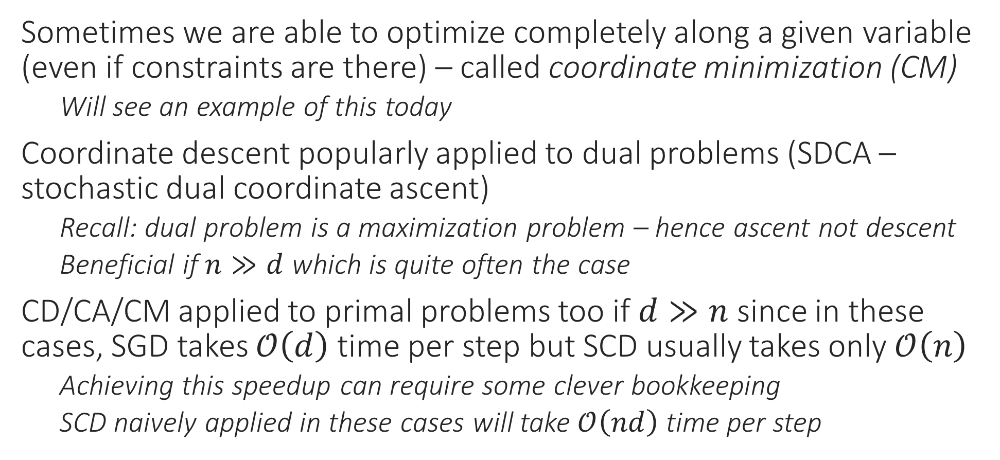 Sometimes we are able to optimize completely along a given variable
(even if constraints are there) – called coordinate minimization (CM)
Will see an example of this today
Coordinate descent popularly applied to dual problems (SDCA –
stochastic dual coordinate ascent)
Recall: dual problem is a maximization problem – hence ascent not descent
Beneficial if n ≫ d which is quite often the case
CD/CA/CM applied to primal problems too if d ≫ n since in these
cases, SGD takes 𝒪(d) time per step but SCD usually takes only 𝒪(n)
Achieving this speedup can require some clever bookkeeping
SCD naively applied in these cases will take 𝒪(nd) time per step